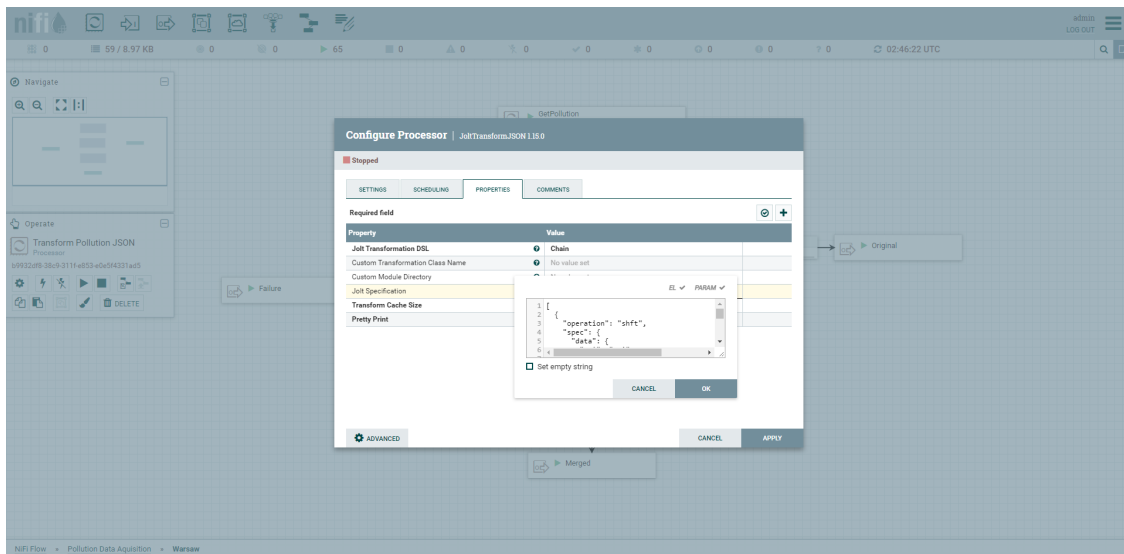 nifi
admin
LOG OUT
0 59 / 8.97 KB 0 0 65 0 0 0 0 0 0 0 0 02:46:22 UTC
Navigate
GetPollution
Configure Processor | JoltTransformJSON 1.15.0
Stopped
SETTINGS SCHEDULING PROPERTIES COMMENTS
Required field
Property Value
Jolt Transformation DSL Chain
Custom Transformation Class Name No value set
Custom Module Directory
Jolt Specification
Transform Cache Size
Pretty Print
EL PARAM
1 [
2 {
3 "operation": "shft",
4 "spec": {
5 "data": {
6
Set empty string
CANCEL OK
ADVANCED CANCEL APPLY
Operate
Transform Pollution JSON
Processor
DELETE
Failure
Original
Merged
NiFi Flow » Pollution Data Aquisition » Warsaw